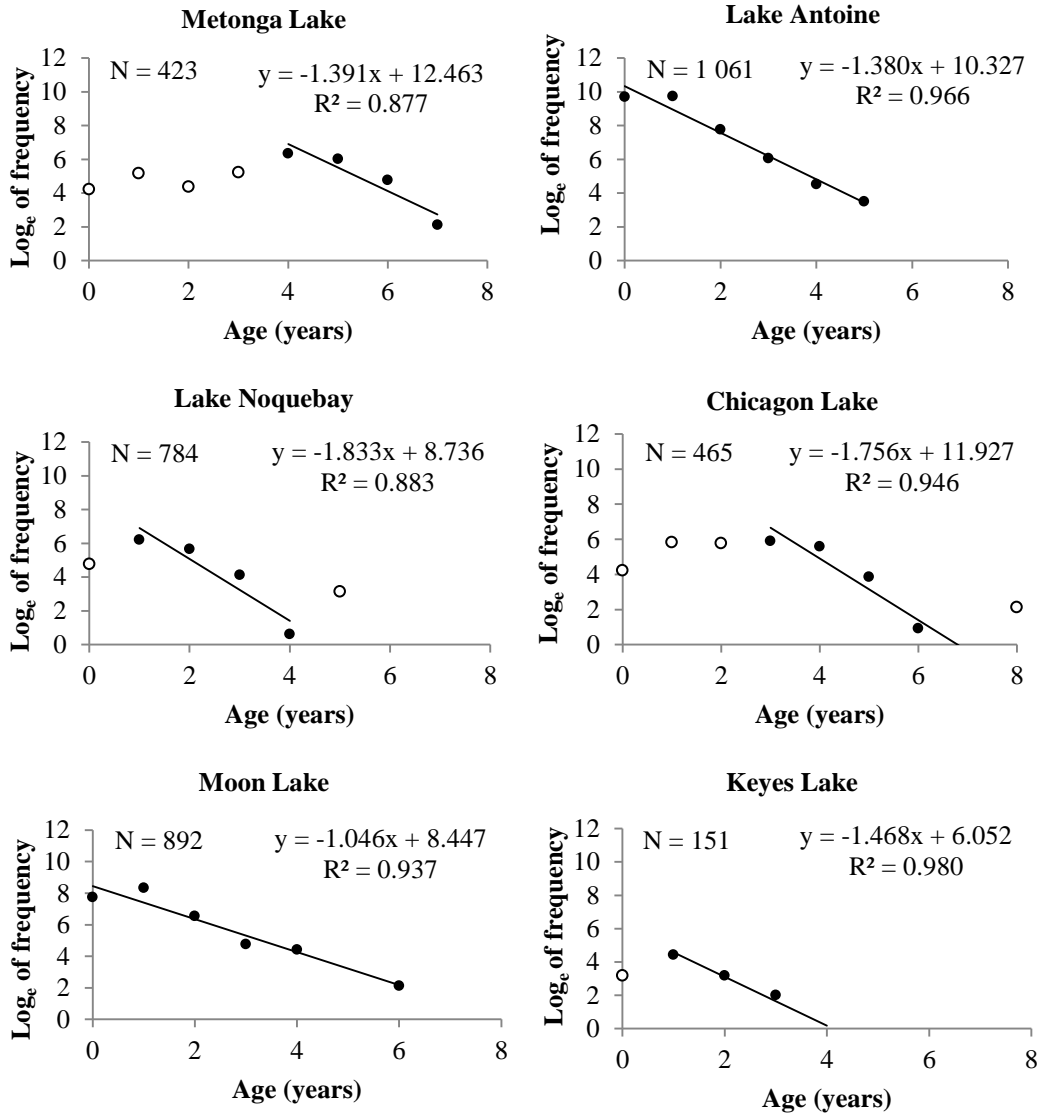 Metonga Lake
N = 423
y = -1.391x + 12.463
R² = 0.877
12
10
8
6
4
2
0
Logₑ of frequency
0 2 4 6 8
Age (years)
Lake Antoine
N = 1 061
y = -1.380x + 10.327
R² = 0.966
12
10
8
6
4
2
0
Logₑ of frequency
0 2 4 6 8
Age (years)
Lake Noquebay
N = 784
y = -1.833x + 8.736
R² = 0.883
12
10
8
6
4
2
0
Logₑ of frequency
0 2 4 6 8
Age (years)
Chicagon Lake
N = 465
y = -1.756x + 11.927
R² = 0.946
12
10
8
6
4
2
0
Logₑ of frequency
0 2 4 6 8
Age (years)
Moon Lake
N = 892
y = -1.046x + 8.447
R² = 0.937
12
10
8
6
4
2
0
Logₑ of frequency
0 2 4 6 8
Age (years)
Keyes Lake
N = 151
y = -1.468x + 6.052
R² = 0.980
12
10
8
6
4
2
0
Logₑ of frequency
0 2 4 6 8
Age (years)